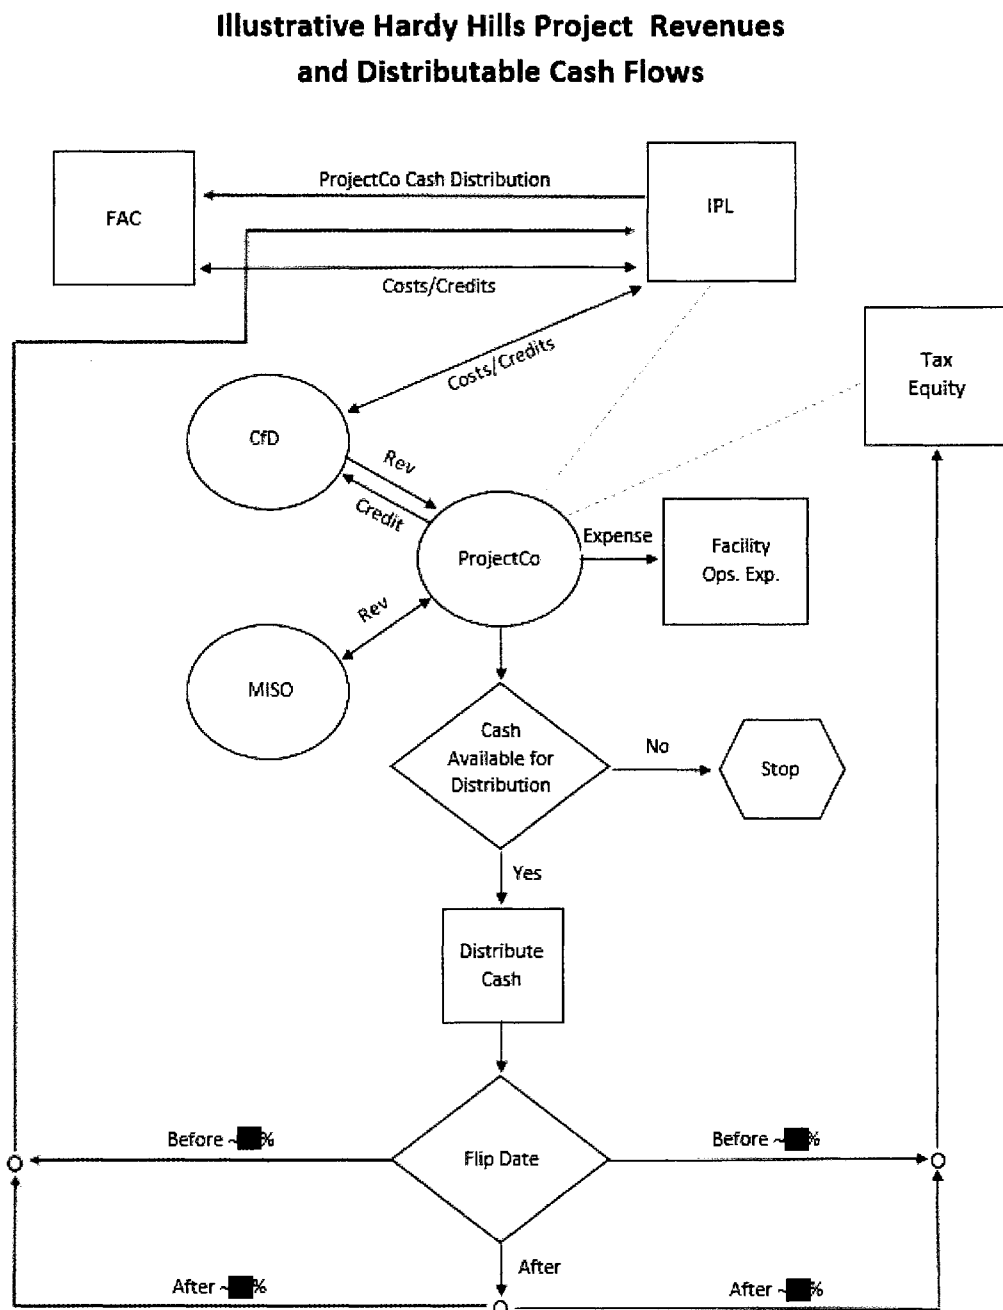 Illustrative Hardy Hills Project Revenues
and Distributable Cash Flows
ProjectCo Cash Distribution
FAC
IPL
Costs/Credits
Costs/Credits
Tax
Equity
CfD
Rev
Credit
ProjectCo
Expense
Facility
Ops. Exp.
Rev
MISO
Cash
Available for
Distribution
No
Stop
Yes
Distribute
Cash
Before ~%
Flip Date
Before ~%
After
After ~%
After ~%